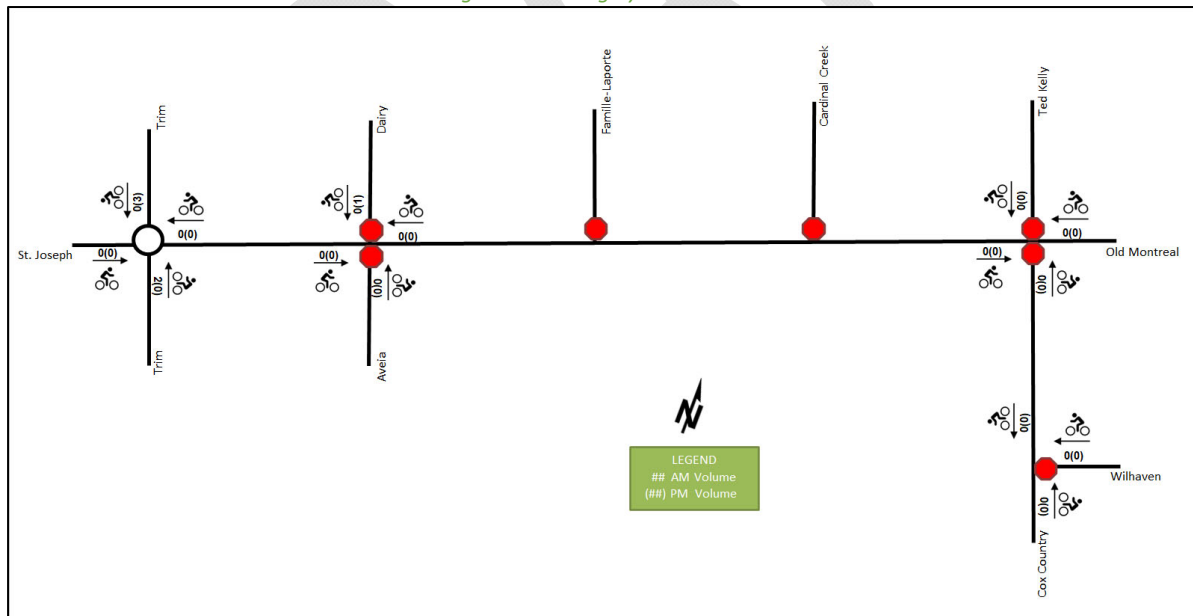 Trim
Dairy
Famille-Laporte
Cardinal Creek
Ted Kelly
0(3)
0(0)
0(1)
0(0)
0(0)
0(0)
St. Joseph
0(0)
2(0)
0(0)
0(0)
0(0)
0(0)
Old Montreal
Trim
Aveia
N
0(0)
0(0)
LEGEND
## AM Volume
(##) PM Volume
Wilhaven
0(0)
Cox Country